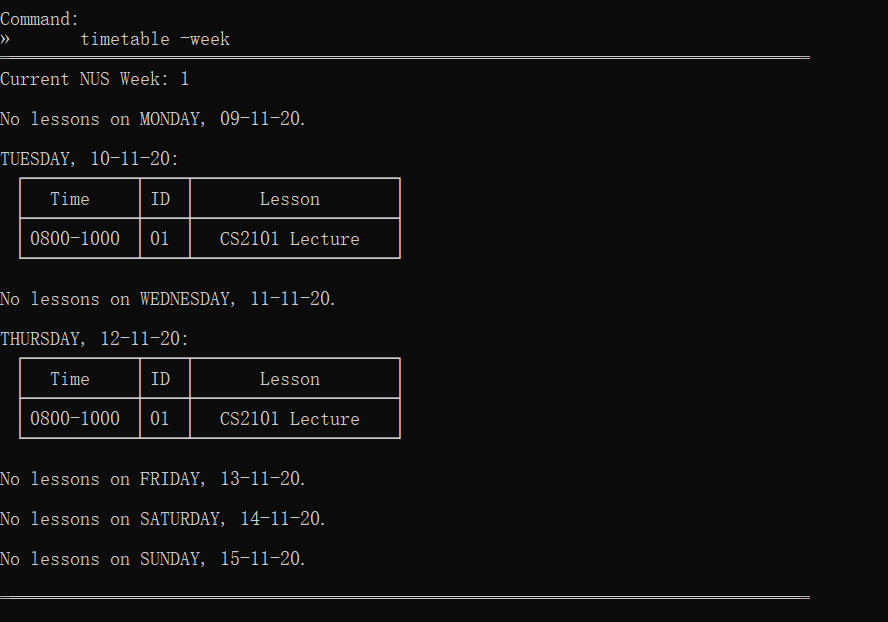 Command:
»       timetable -week
Current NUS Week: 1
No lessons on MONDAY, 09-11-20.
TUESDAY, 10-11-20:
Time ID Lesson
0800-1000 01 CS2101 Lecture
No lessons on WEDNESDAY, 11-11-20.
THURSDAY, 12-11-20:
Time ID Lesson
0800-1000 01 CS2101 Lecture
No lessons on FRIDAY, 13-11-20.
No lessons on SATURDAY, 14-11-20.
No lessons on SUNDAY, 15-11-20.